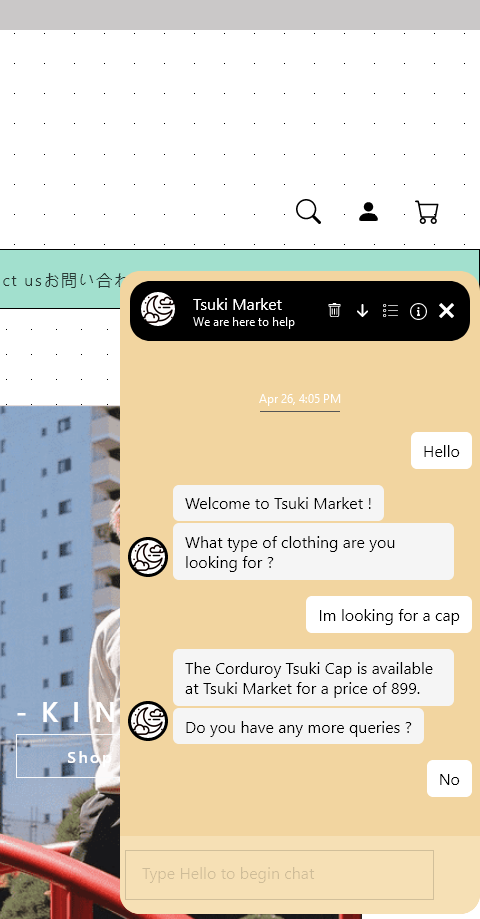 ct usお問い合わ
Tsuki Market
We are here to help
Apr 26, 4:05 PM
Hello
Welcome to Tsuki Market !
What type of clothing are you
looking for ?
Im looking for a cap
The Corduroy Tsuki Cap is available
at Tsuki Market for a price of 899.
- K I N
Do you have any more queries ?
Shop
No
Type Hello to begin chat